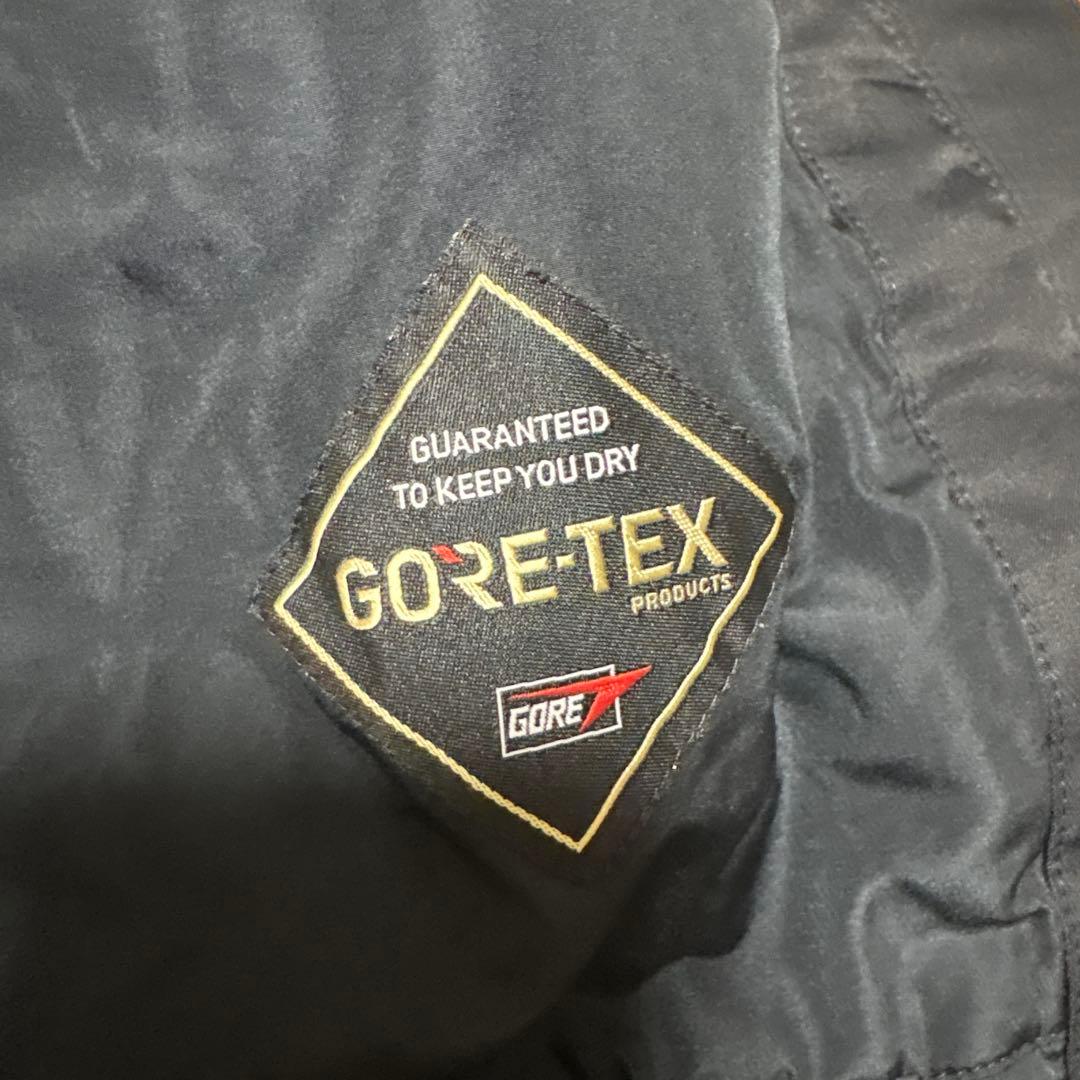 GUARANTEED
TO KEEP YOU DRY
GORE-TEX
PRODUCTS
GORE